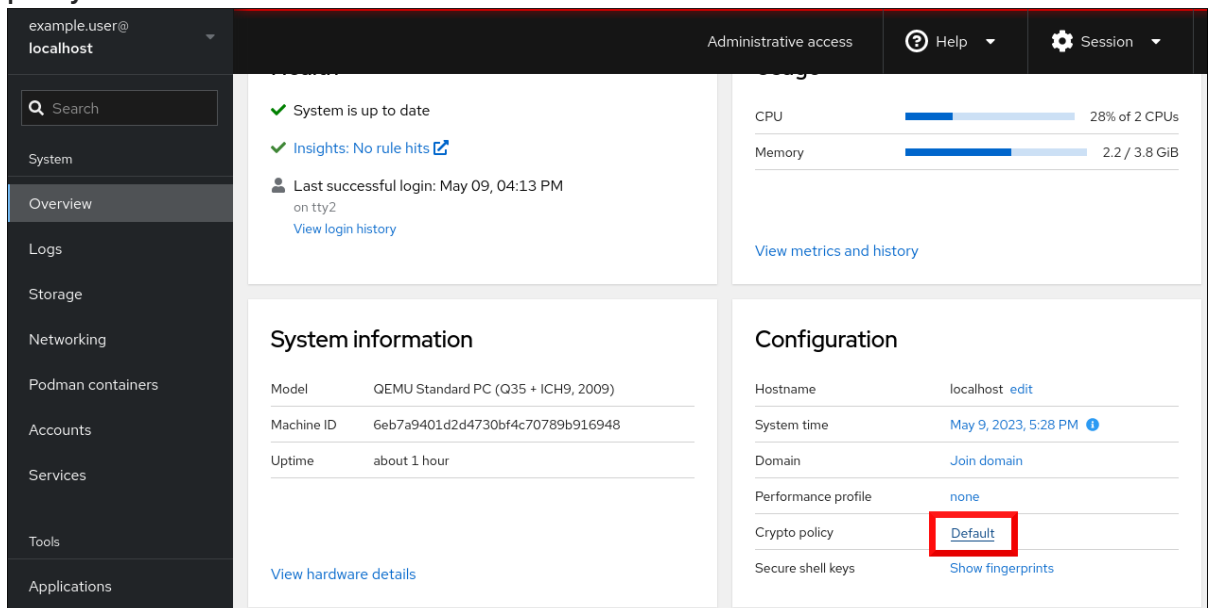 example.user@
localhost
Administrative access
Help
Session
Search
System
Overview
Logs
Storage
Networking
Podman containers
Accounts
Services
Tools
Applications
Health
System is up to date
Insights: No rule hits
Last successful login: May 09, 04:13 PM
on tty2
View login history
Usage
CPU 28% of 2 CPUs
Memory 2.2 / 3.8 GiB
View metrics and history
System information
Model QEMU Standard PC (Q35 + ICH9, 2009)
Machine ID 6eb7a9401d2d4730bf4c70789b916948
Uptime about 1 hour
View hardware details
Configuration
Hostname localhost edit
System time May 9, 2023, 5:28 PM
Domain Join domain
Performance profile none
Crypto policy Default
Secure shell keys Show fingerprints